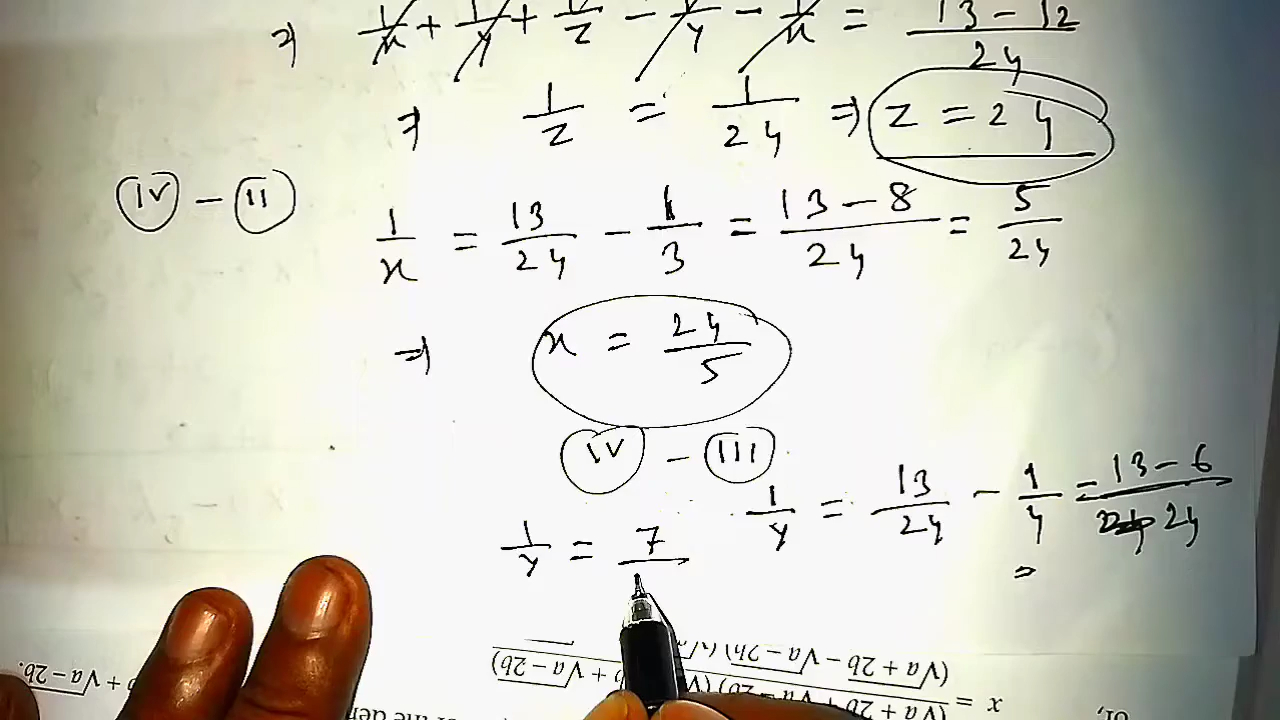 ⇒ 1/x + 1/y + 1/z − 1/y − 1/x = 13 − 12 / 24
⇒ 1/z = 1/24 ⇒ z = 24
IV − II
1/x = 13/24 − 1/3 = 13 − 8 / 24 = 5/24
⇒ x = 24/5
IV − III
1/y = 13/24 − 1/4 = 13 − 6 / 24
1/y = 7
⇒